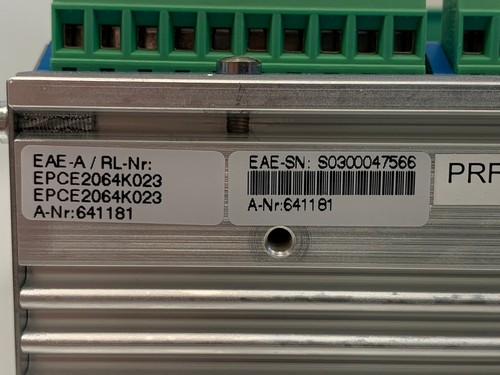 EAE-A / RL-Nr:
EPCE2064K023
EPCE2064K023
A-Nr:641181
EAE-SN: S0300047566
A-Nr:641181
PRF